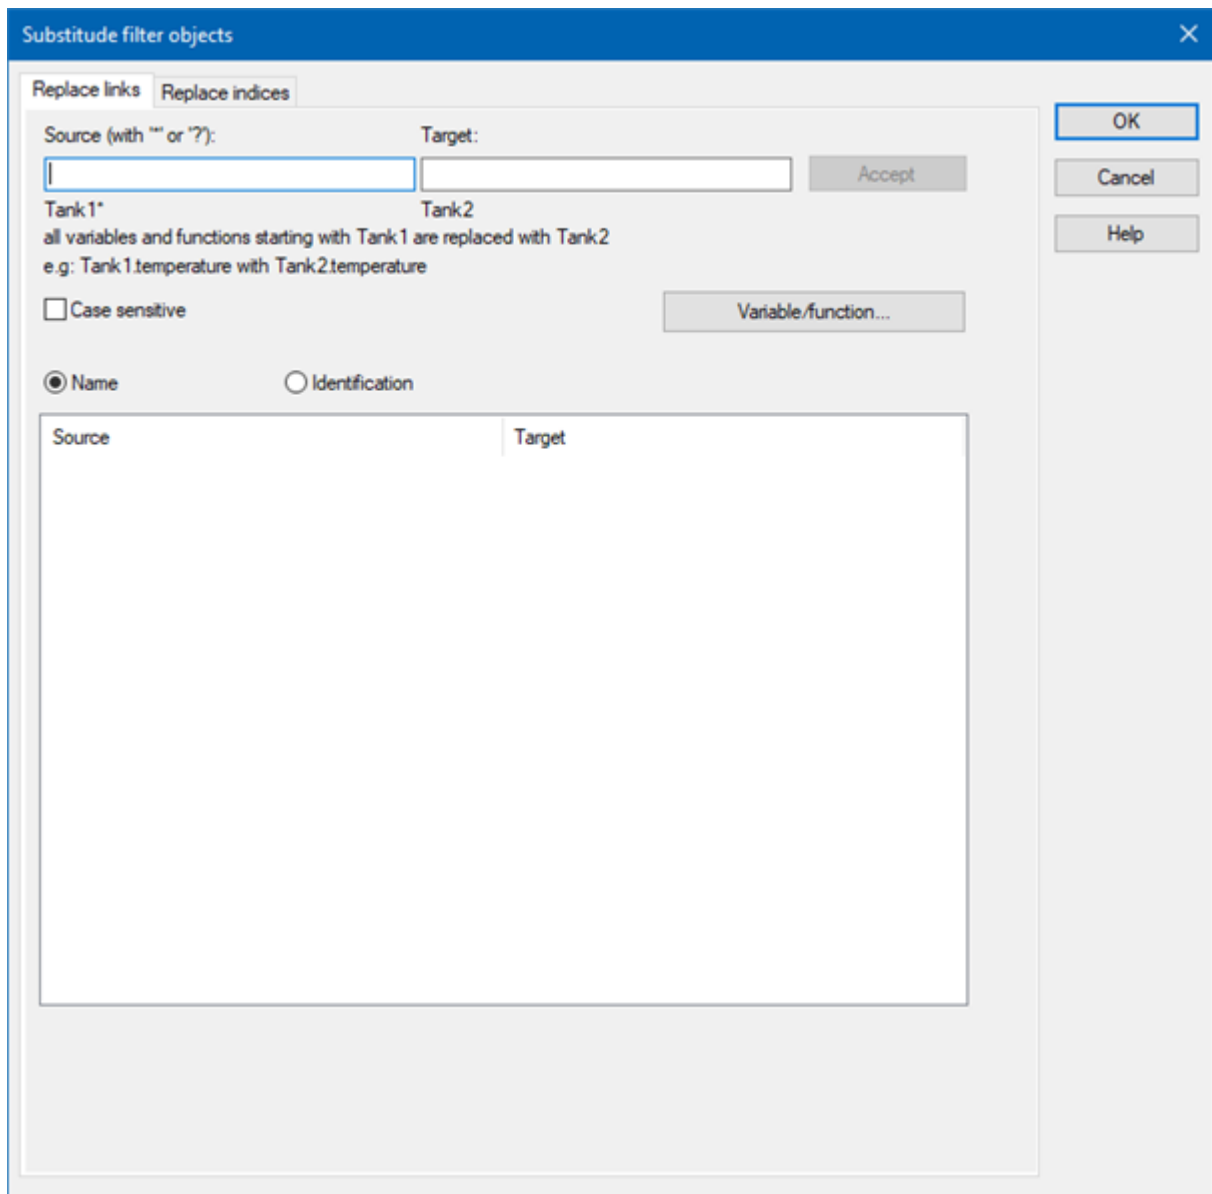 Substitude filter objects
Replace links Replace indices
Source (with '*' or '?'): Target:
Accept
OK
Cancel
Help
Tank1* Tank2
all variables and functions starting with Tank1 are replaced with Tank2
e.g: Tank1.temperature with Tank2.temperature
Case sensitive
Variable/function...
Name Identification
Source Target